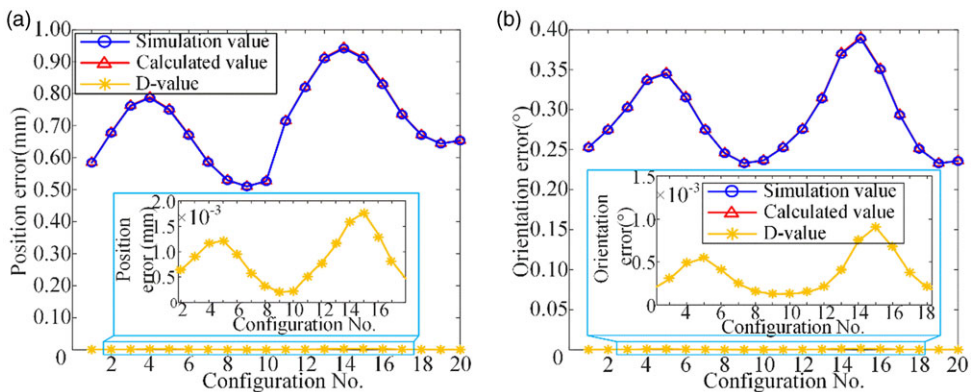 (a)
1.00
0.90
0.80
0.70
0.60
0.50
0.40
0.30
0.20
0.10
0
Position error(mm)
Simulation value
Calculated value
D-value
2.0
×10⁻³
1.5
1.0
0.5
0
Position
error (mm)
2 4 6 8 10 12 14 16
Configuration No.
2 4 6 8 10 12 14 16 18 20
Configuration No.
(b)
0.40
0.35
0.30
0.25
0.20
0.15
0.10
0.05
0
Orientation error(°)
1.5
×10⁻³
1.0
0.5
0
Orientation
error(°)
Simulation value
Calculated value
D-value
2 4 6 8 10 12 14 16 18
Configuration No.
2 4 6 8 10 12 14 16 18 20
Configuration No.